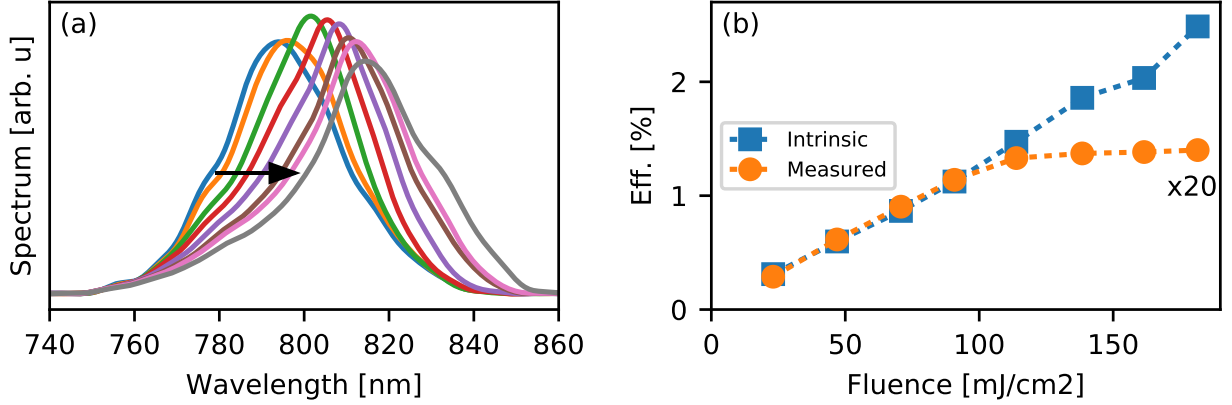 (a)
Spectrum [arb. u]
740 760 780 800 820 840 860
Wavelength [nm]
(b)
Eff. [%]
2
1
0
Intrinsic
Measured
x20
0 50 100 150
Fluence [mJ/cm2]